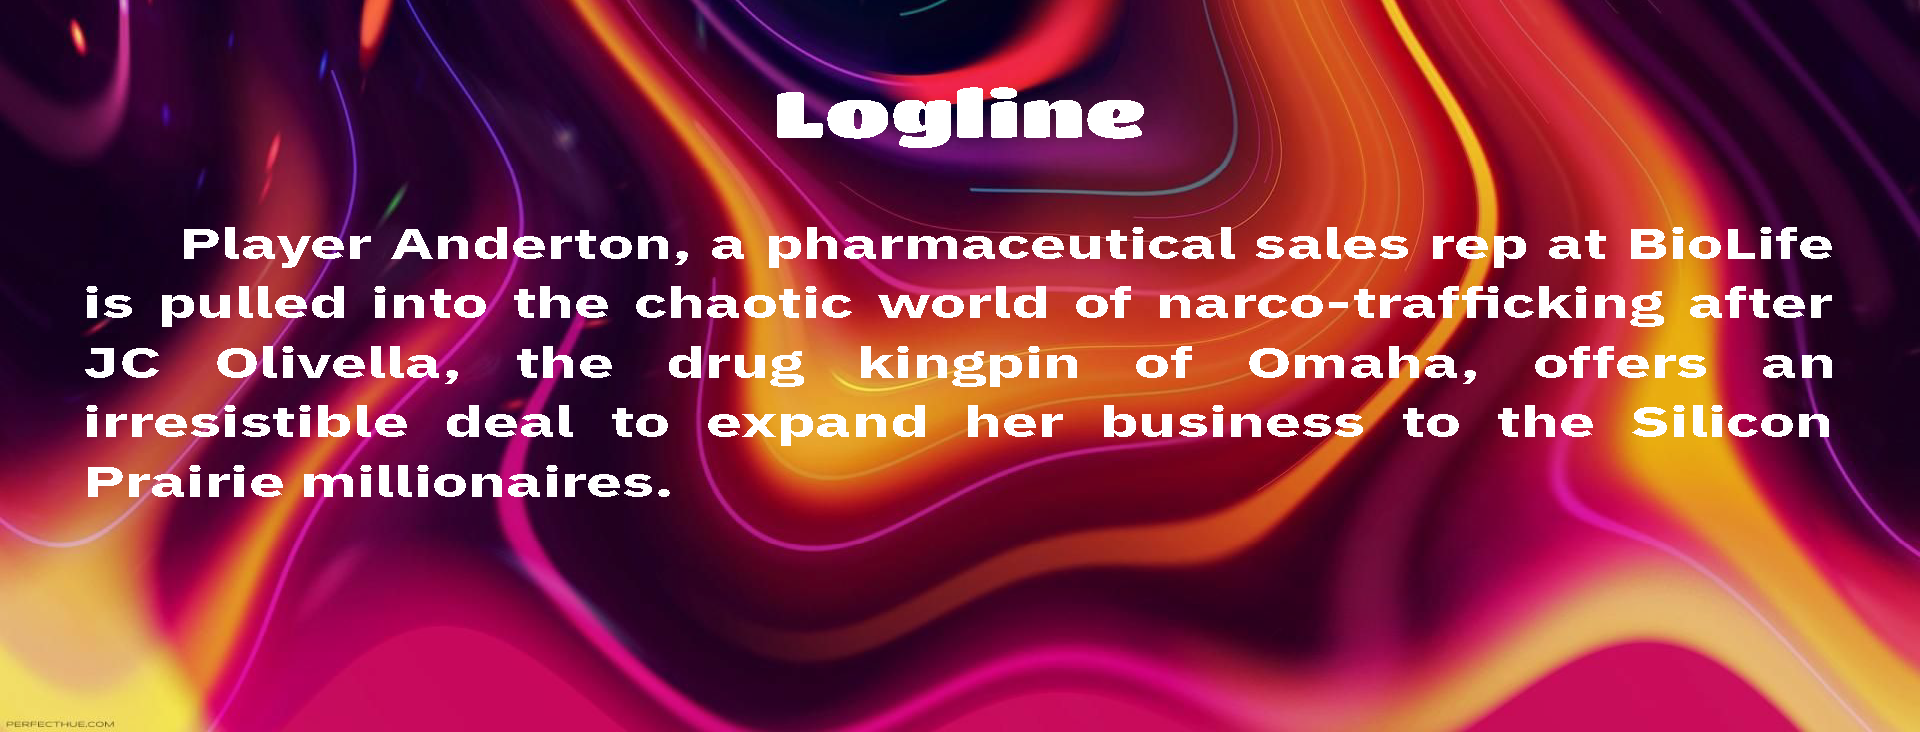 Logline
Player Anderton, a pharmaceutical sales rep at BioLife
is pulled into the chaotic world of narco-trafficking after
JC Olivella, the drug kingpin of Omaha, offers an
irresistible deal to expand her business to the Silicon
Prairie millionaires.
PERFECTHUE.COM